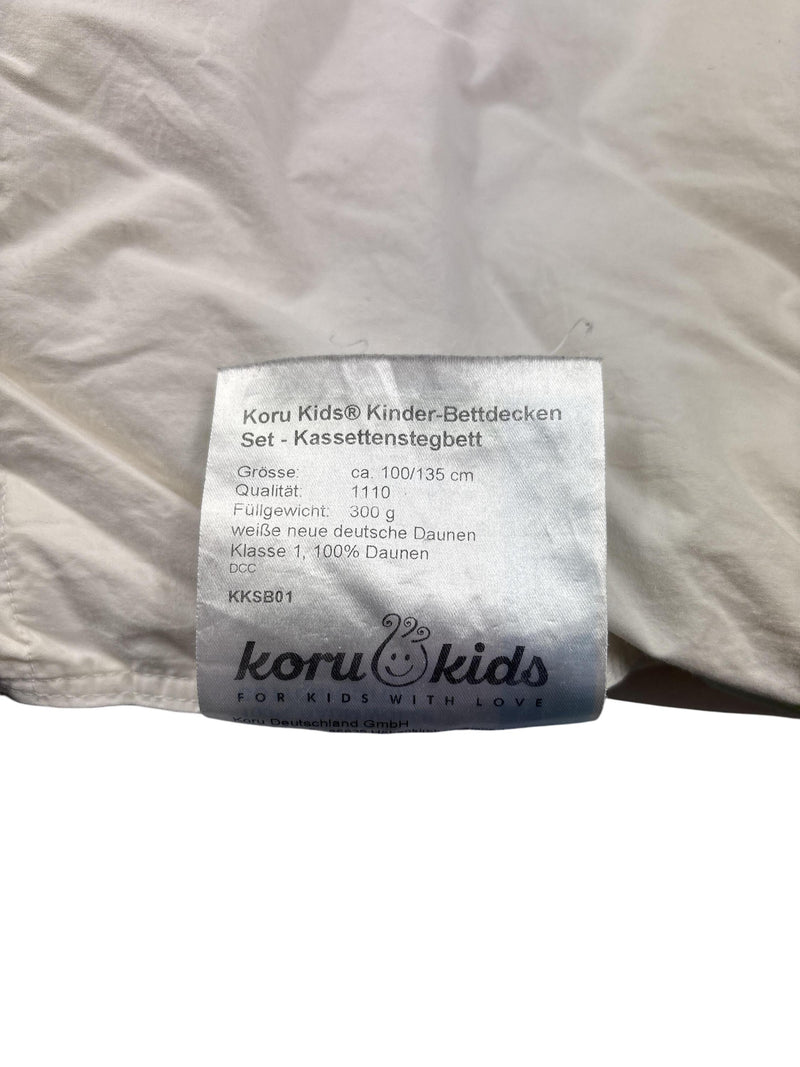 Koru Kids® Kinder-Bettdecken
Set - Kassettenstegbett
Grösse: ca. 100/135 cm
Qualität: 1110
Füllgewicht: 300 g
weiße neue deutsche Daunen
Klasse 1, 100% Daunen
DCC
KKSB01
koru kids
FOR KIDS WITH LOVE
Koru Deutschland GmbH